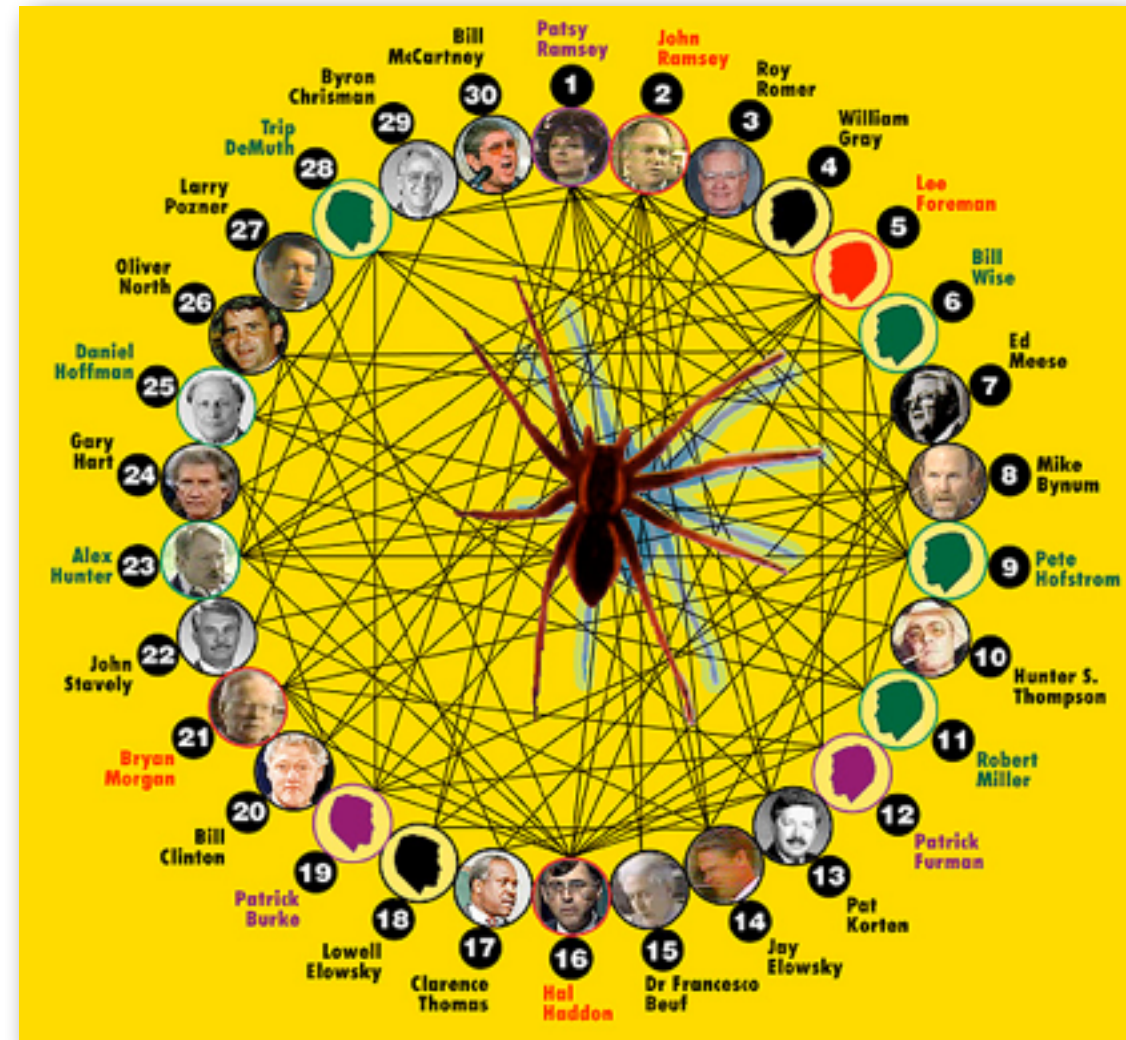 Patsy
Ramsey
1
John
Ramsey
2
Roy
Romer
3
William
Gray
4
Lee
Foreman
5
Bill
Wise
6
Ed
Meese
7
Mike
Bynum
8
Pete
Hofstrom
9
Hunter S.
Thompson
10
Robert
Miller
11
Patrick
Furman
12
Pat
Korten
13
Jay
Elowsky
14
Dr Francesco
Beuf
15
Hal
Haddon
16
Clarence
Thomas
17
Lowell
Elowsky
18
Patrick
Burke
19
Bill
Clinton
20
Bryan
Morgan
21
John
Stavely
22
Alex
Hunter
23
Gary
Hart
24
Daniel
Hoffman
25
Oliver
North
26
Larry
Pozner
27
Trip
DeMuth
28
Byron
Chrisman
29
Bill
McCartney
30